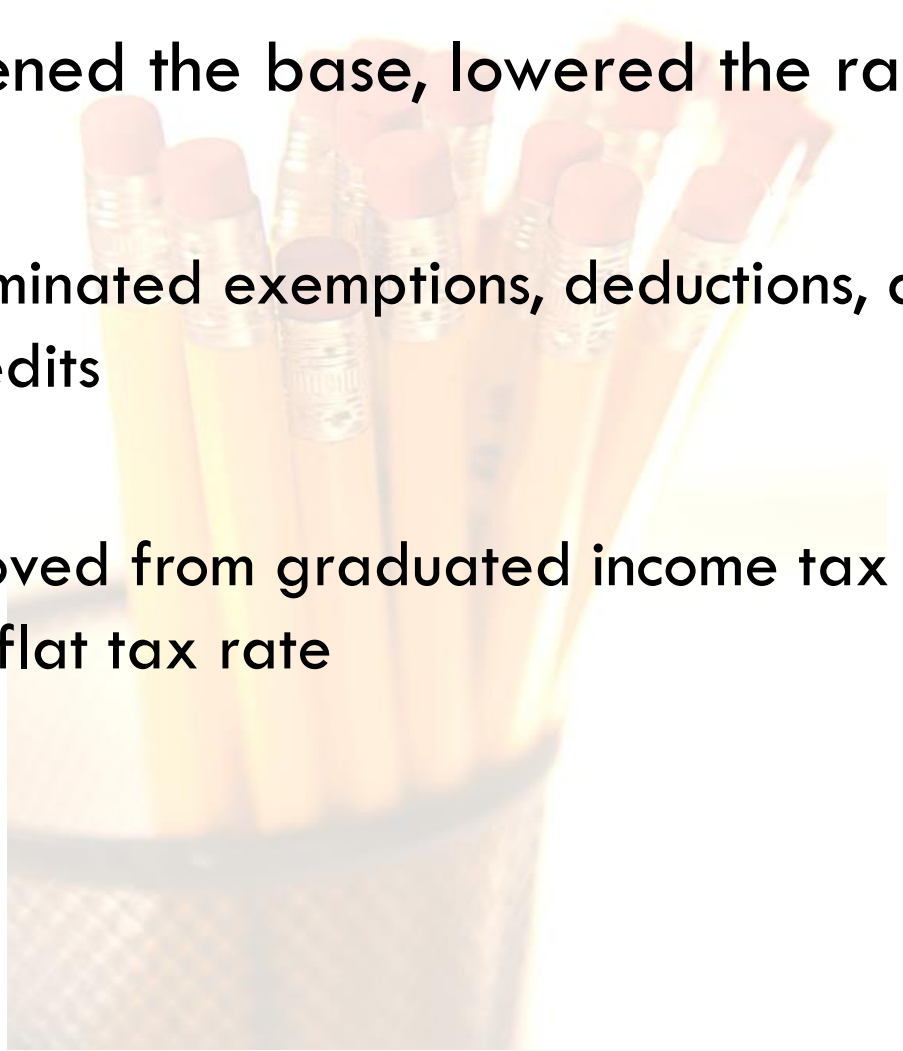 ened the base, lowered the ra
minated exemptions, deductions,
edits
oved from graduated income tax
flat tax rate